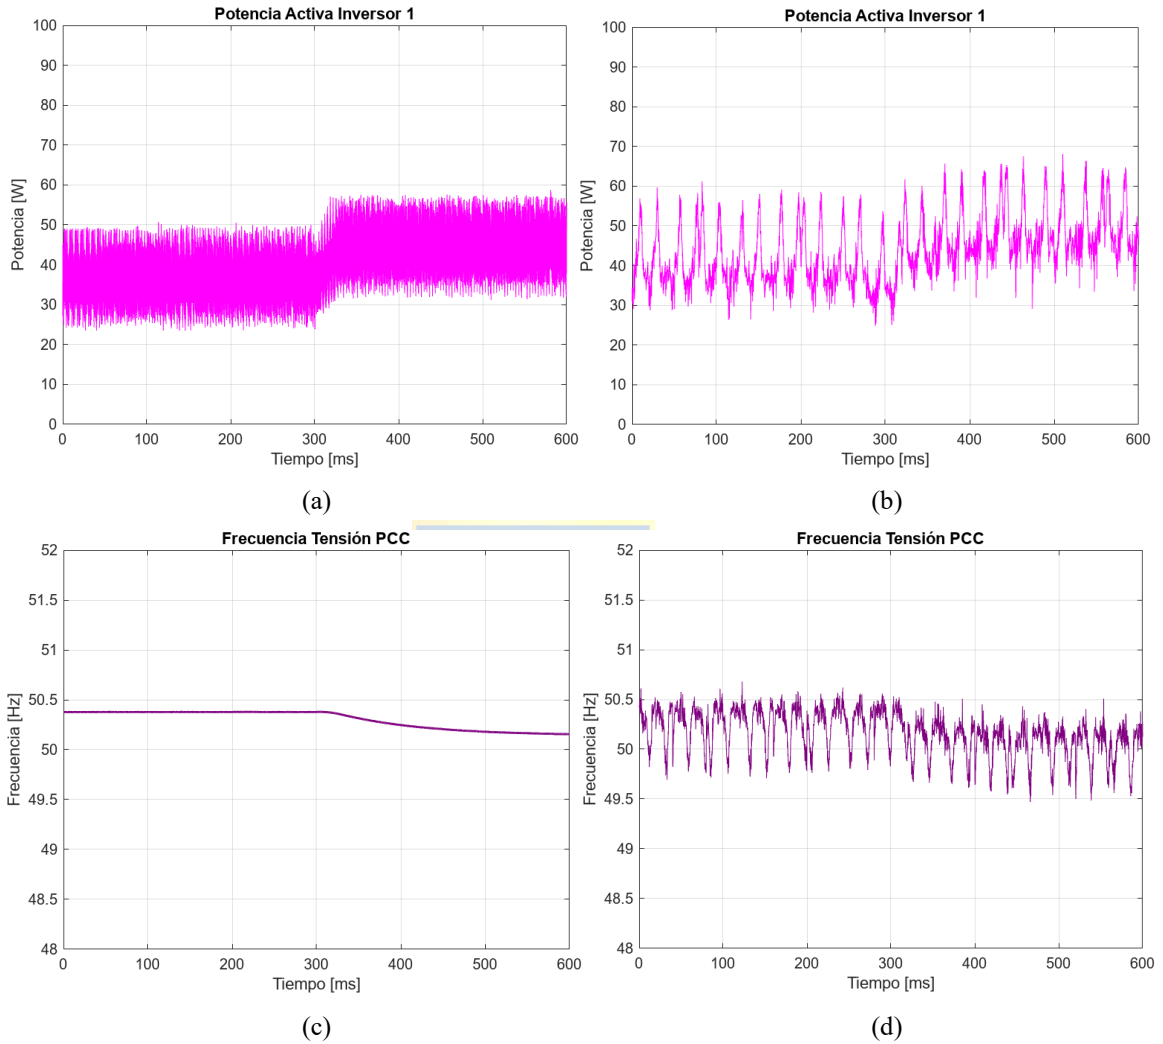 Potencia Activa Inversor 1
100
90
80
70
60
50
40
30
20
10
0
Potencia [W]
0 100 200 300 400 500 600
Tiempo [ms]
(a)
Potencia Activa Inversor 1
100
90
80
70
60
50
40
30
20
10
0
Potencia [W]
0 100 200 300 400 500 600
Tiempo [ms]
(b)
Frecuencia Tensión PCC
52
51.5
51
50.5
50
49.5
49
48.5
48
Frecuencia [Hz]
0 100 200 300 400 500 600
Tiempo [ms]
(c)
Frecuencia Tensión PCC
52
51.5
51
50.5
50
49.5
49
48.5
48
Frecuencia [Hz]
0 100 200 300 400 500 600
Tiempo [ms]
(d)